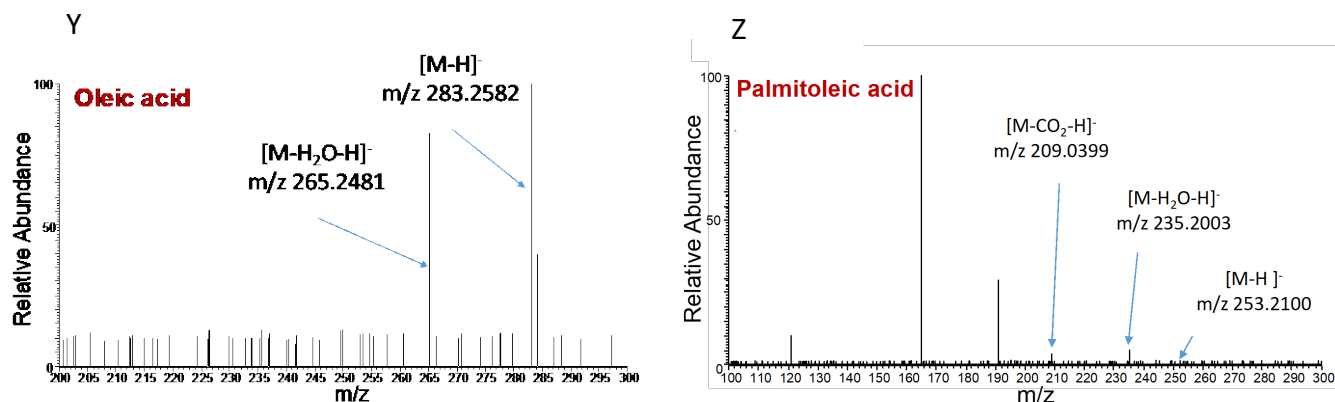 Y
Oleic acid
[M-H]-
m/z 283.2582
[M-H₂O-H]-
m/z 265.2481
Relative Abundance
100
50
0
200 205 215 220 225 230 235 240 245 250 255 260 265 270 275 280 285 290 300
m/z
Z
Palmitoleic acid
[M-CO₂-H]-
m/z 209.0399
[M-H₂O-H]-
m/z 235.2003
[M-H ]-
m/z 253.2100
Relative Abundance
100
50
0
100 110 120 130 140 150 160 170 180 190 200 210 220 230 240 250 260 270 280 290 300
m/z